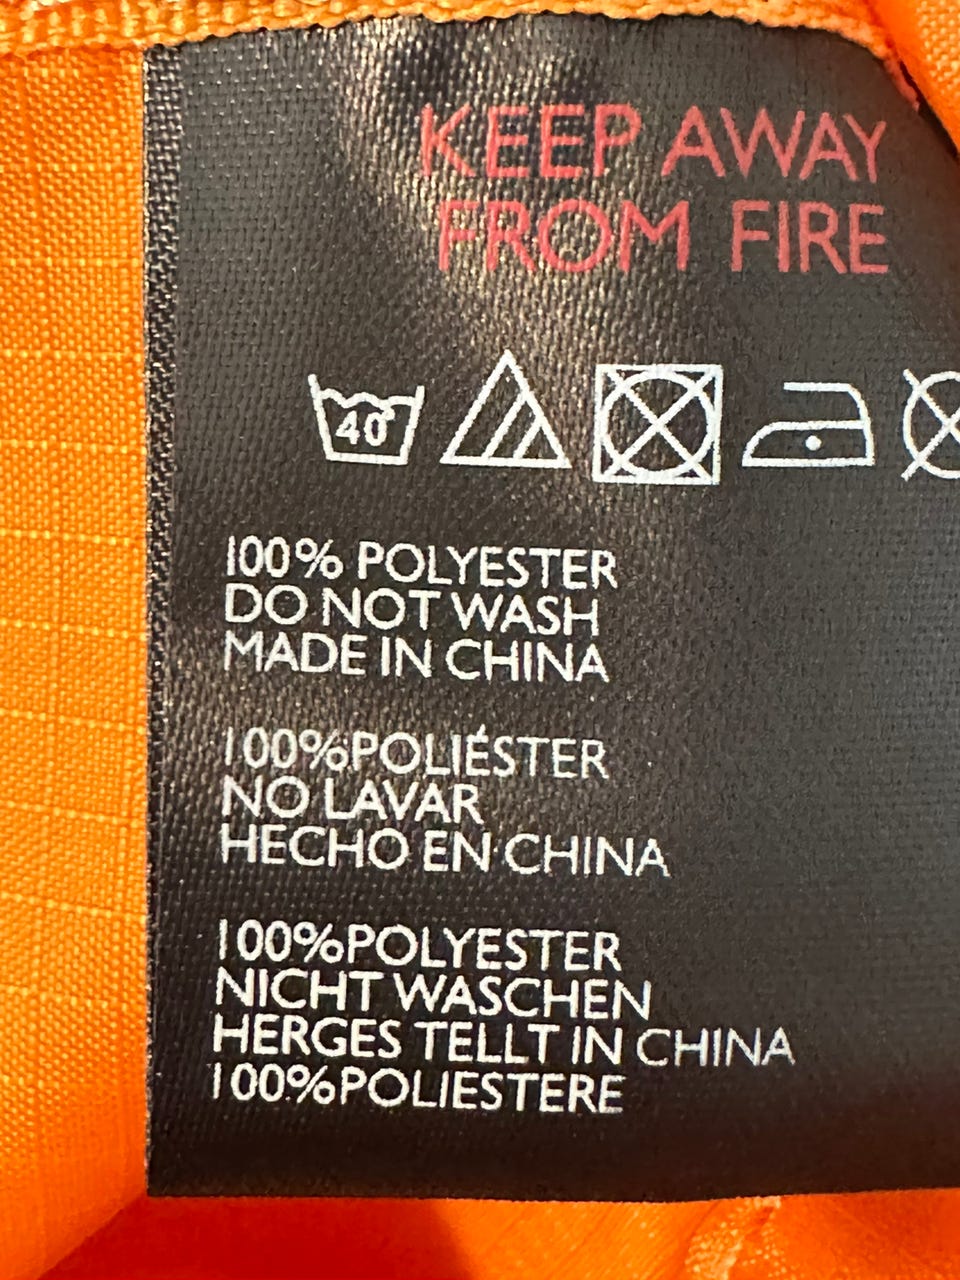 KEEP AWAY
FROM FIRE
40
100% POLYESTER
DO NOT WASH
MADE IN CHINA
100%POLIÉSTER
NO LAVAR
HECHO EN CHINA
100%POLYESTER
NICHT WASCHEN
HERGES TELLT IN CHINA
100%POLIESTERE